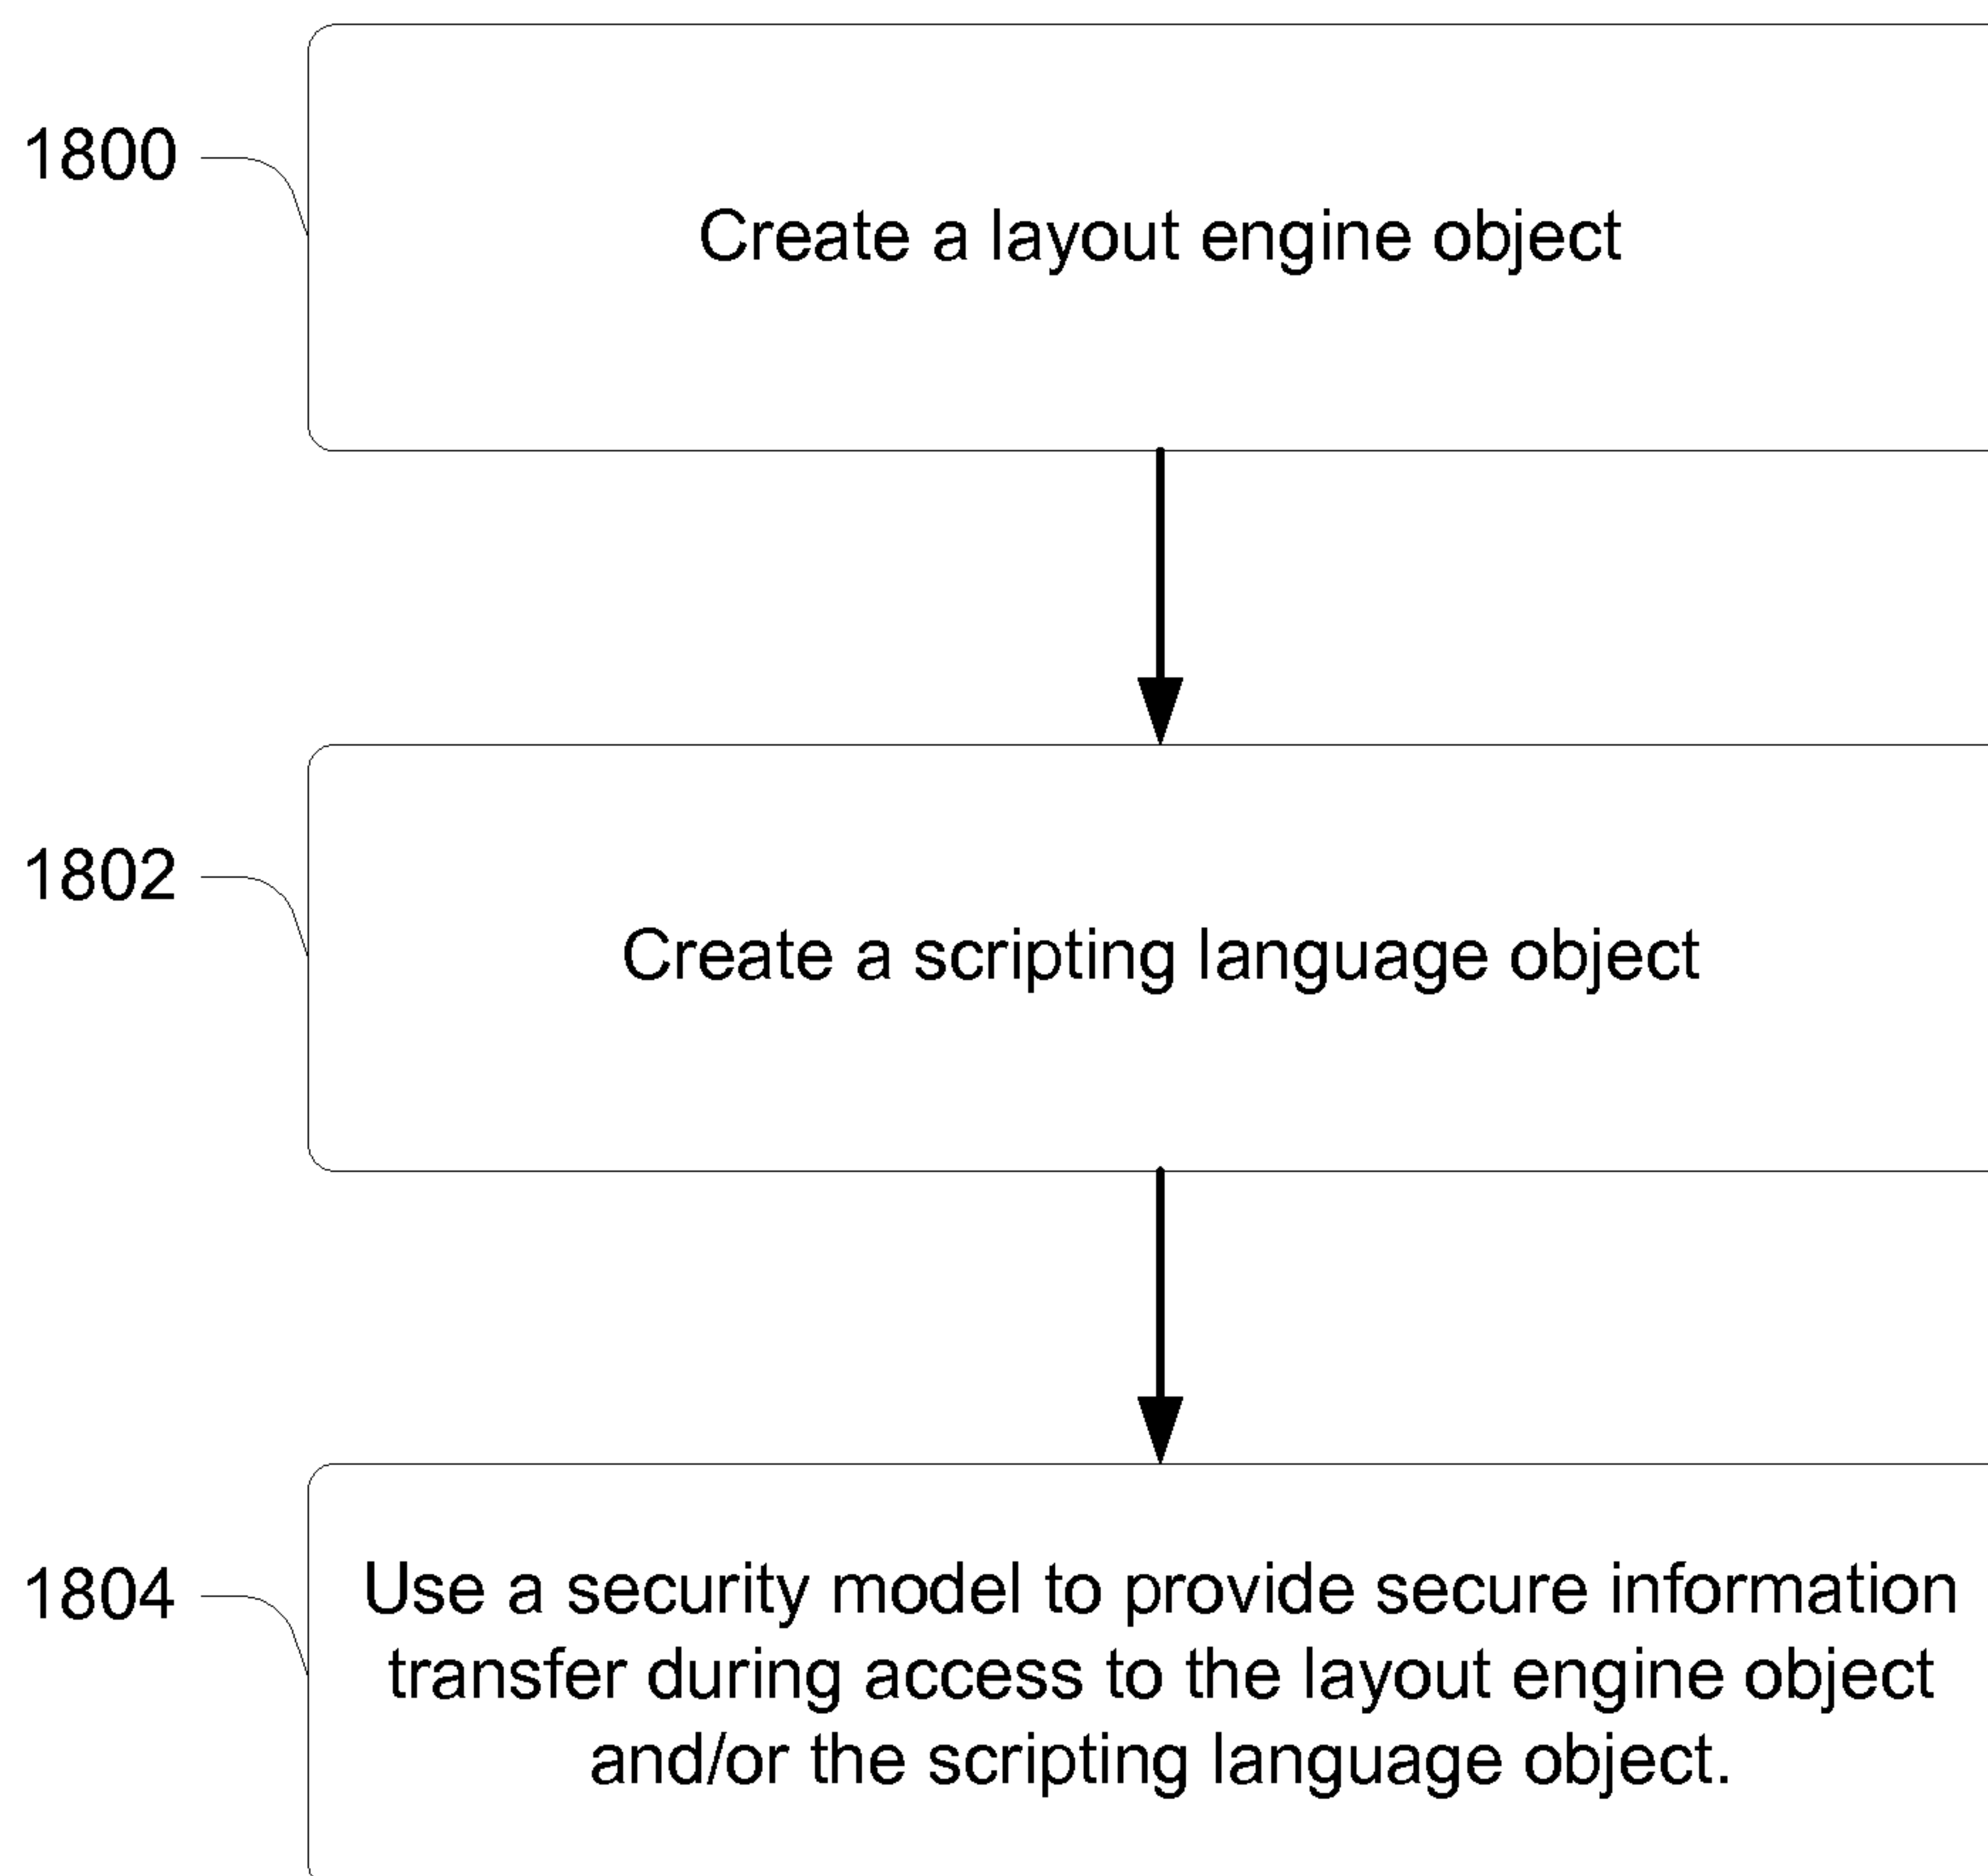 1800
Create a layout engine object
1802
Create a scripting language object
1804
Use a security model to provide secure information
transfer during access to the layout engine object
and/or the scripting language object.